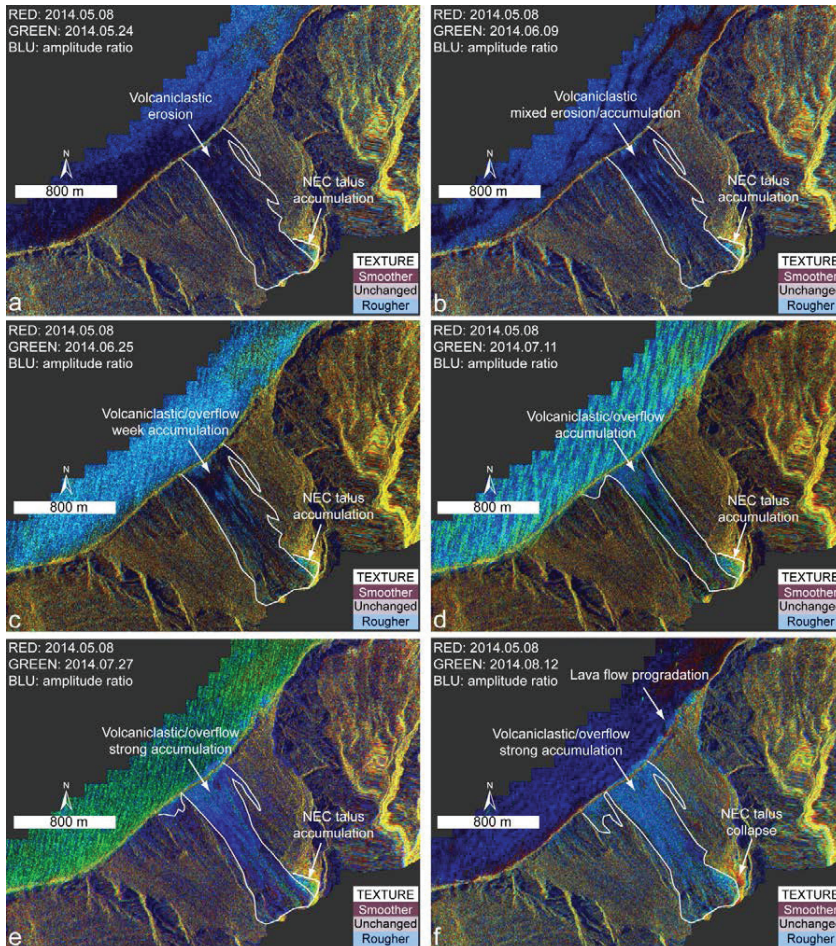 RED: 2014.05.08
GREEN: 2014.05.24
BLU: amplitude ratio
Volcaniclastic
erosion
N
800 m
NEC talus
accumulation
TEXTURE
Smoother
Unchanged
Rougher
a
RED: 2014.05.08
GREEN: 2014.06.09
BLU: amplitude ratio
Volcaniclastic
mixed erosion/accumulation
N
800 m
NEC talus
accumulation
TEXTURE
Smoother
Unchanged
Rougher
b
RED: 2014.05.08
GREEN: 2014.06.25
BLU: amplitude ratio
Volcaniclastic/overflow
week accumulation
N
800 m
NEC talus
accumulation
TEXTURE
Smoother
Unchanged
Rougher
c
RED: 2014.05.08
GREEN: 2014.07.11
BLU: amplitude ratio
Volcaniclastic/overflow
accumulation
N
800 m
NEC talus
accumulation
TEXTURE
Smoother
Unchanged
Rougher
d
RED: 2014.05.08
GREEN: 2014.07.27
BLU: amplitude ratio
Volcaniclastic/overflow
strong accumulation
N
800 m
NEC talus
accumulation
TEXTURE
Smoother
Unchanged
Rougher
e
RED: 2014.05.08
GREEN: 2014.08.12
BLU: amplitude ratio
Lava flow progradation
Volcaniclastic/overflow
strong accumulation
N
800 m
NEC talus
collapse
TEXTURE
Smoother
Unchanged
Rougher
f